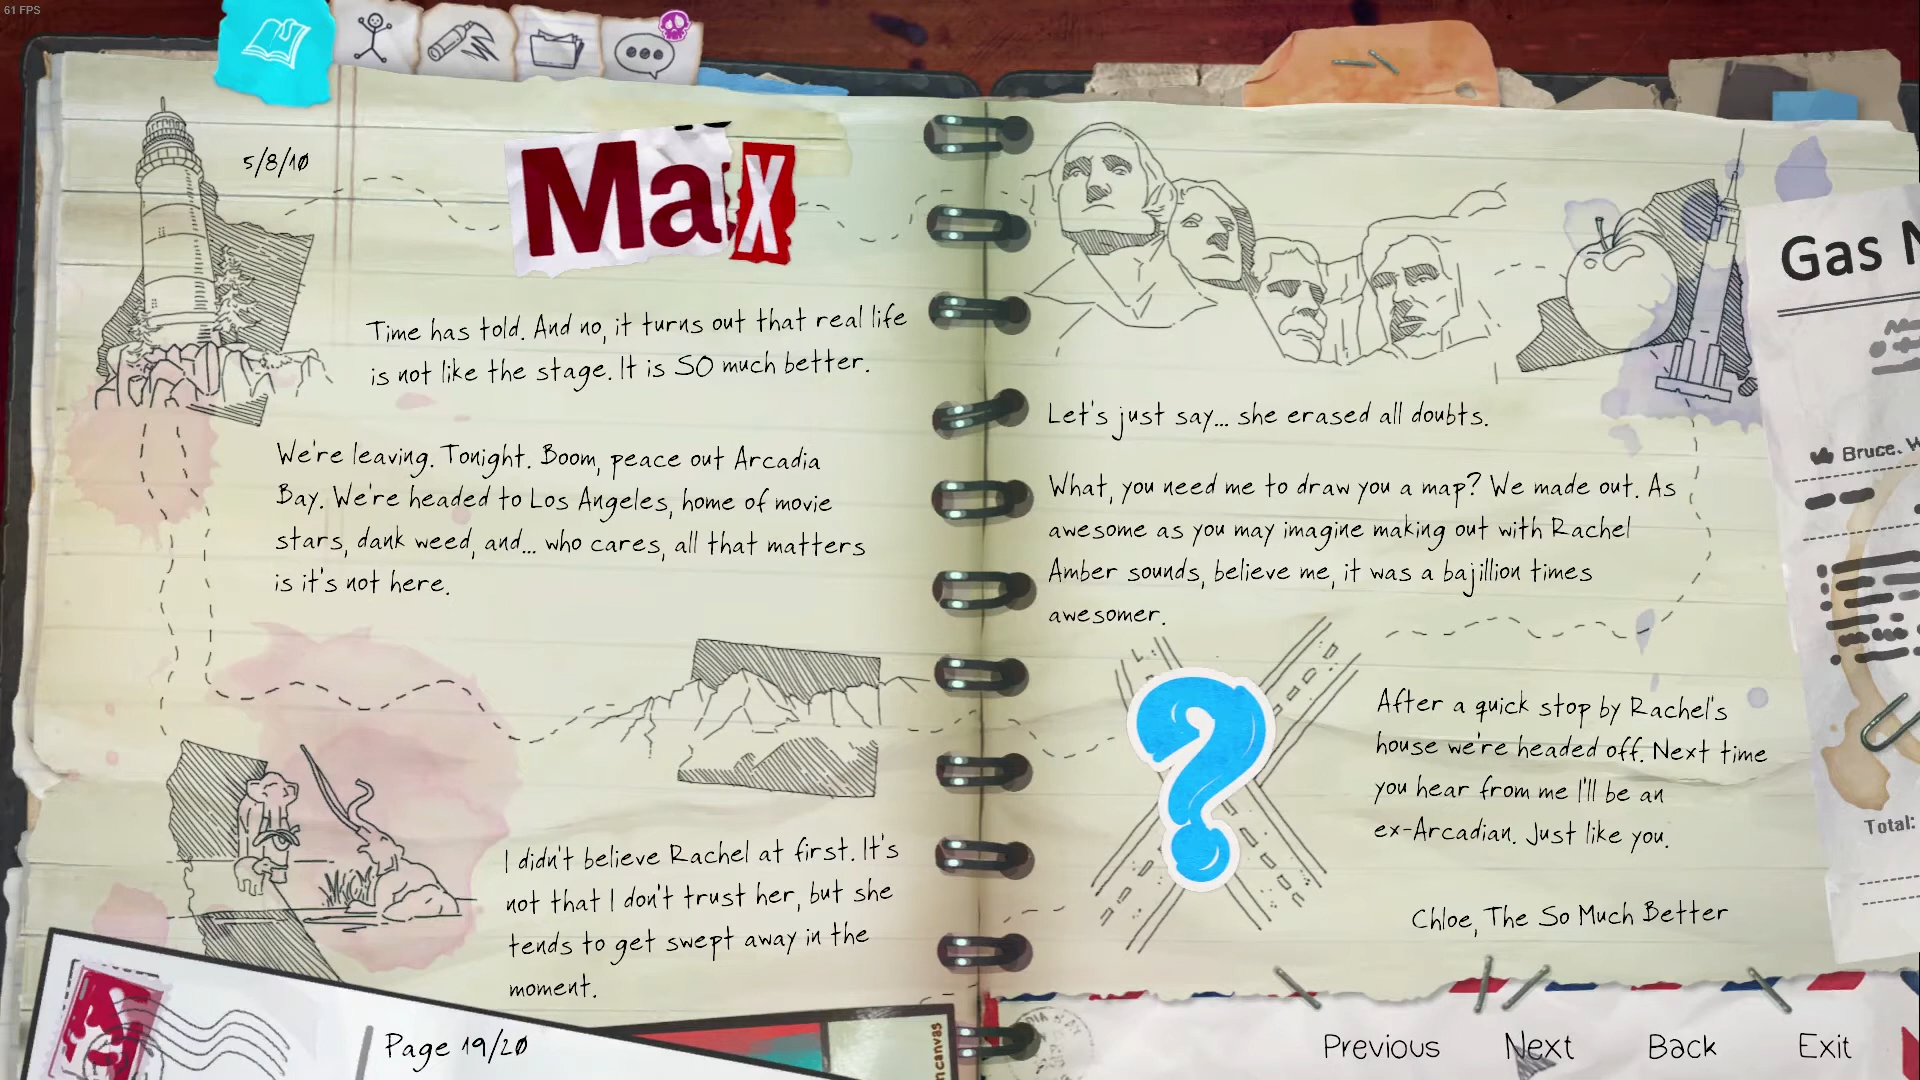 61 FPS
5/8/10
Max
Time has told. And no, it turns out that real life
is not like the stage. It is SO much better.
We're leaving. Tonight. Boom, peace out Arcadia
Bay. We're headed to Los Angeles, home of movie
stars, dank weed, and... who cares, all that matters
is it's not here.
I didn't believe Rachel at first. It's
not that I don't trust her, but she
tends to get swept away in the
moment.
Page 19/20
Let's just say... she erased all doubts.
What, you need me to draw you a map? We made out. As
awesome as you may imagine making out with Rachel
Amber sounds, believe me, it was a bajillion times
awesomer.
After a quick stop by Rachel's
house we're headed off. Next time
you hear from me I'll be an
ex-Arcadian. Just like you.
Chloe, The So Much Better
?
Gas
Bruce. W
Total:
Previous
Next
Back
Exit